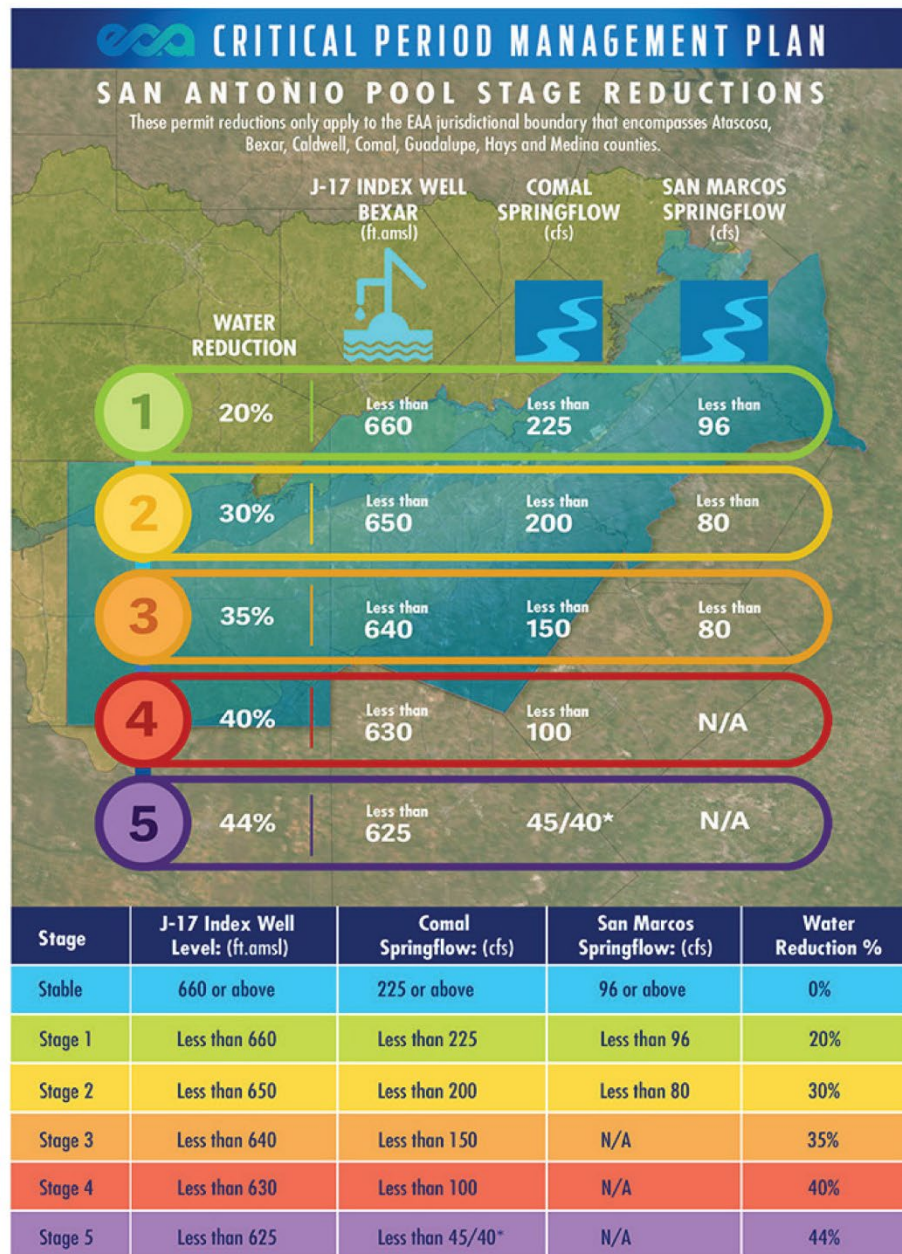 eaa CRITICAL PERIOD MANAGEMENT PLAN
SAN ANTONIO POOL STAGE REDUCTIONS
These permit reductions only apply to the EAA jurisdictional boundary that encompasses Atascosa,
Bexar, Caldwell, Comal, Guadalupe, Hays and Medina counties.
WATER
REDUCTION
J-17 INDEX WELL
BEXAR
(ft.amsl)
COMAL
SPRINGFLOW
(cfs)
SAN MARCOS
SPRINGFLOW
(cfs)
1 20% Less than 660 Less than 225 Less than 96
2 30% Less than 650 Less than 200 Less than 80
3 35% Less than 640 Less than 150 Less than 80
4 40% Less than 630 Less than 100 N/A
5 44% Less than 625 45/40* N/A
Stage J-17 Index Well Level: (ft.amsl) Comal Springflow: (cfs) San Marcos Springflow: (cfs) Water Reduction %
Stable 660 or above 225 or above 96 or above 0%
Stage 1 Less than 660 Less than 225 Less than 96 20%
Stage 2 Less than 650 Less than 200 Less than 80 30%
Stage 3 Less than 640 Less than 150 N/A 35%
Stage 4 Less than 630 Less than 100 N/A 40%
Stage 5 Less than 625 Less than 45/40* N/A 44%